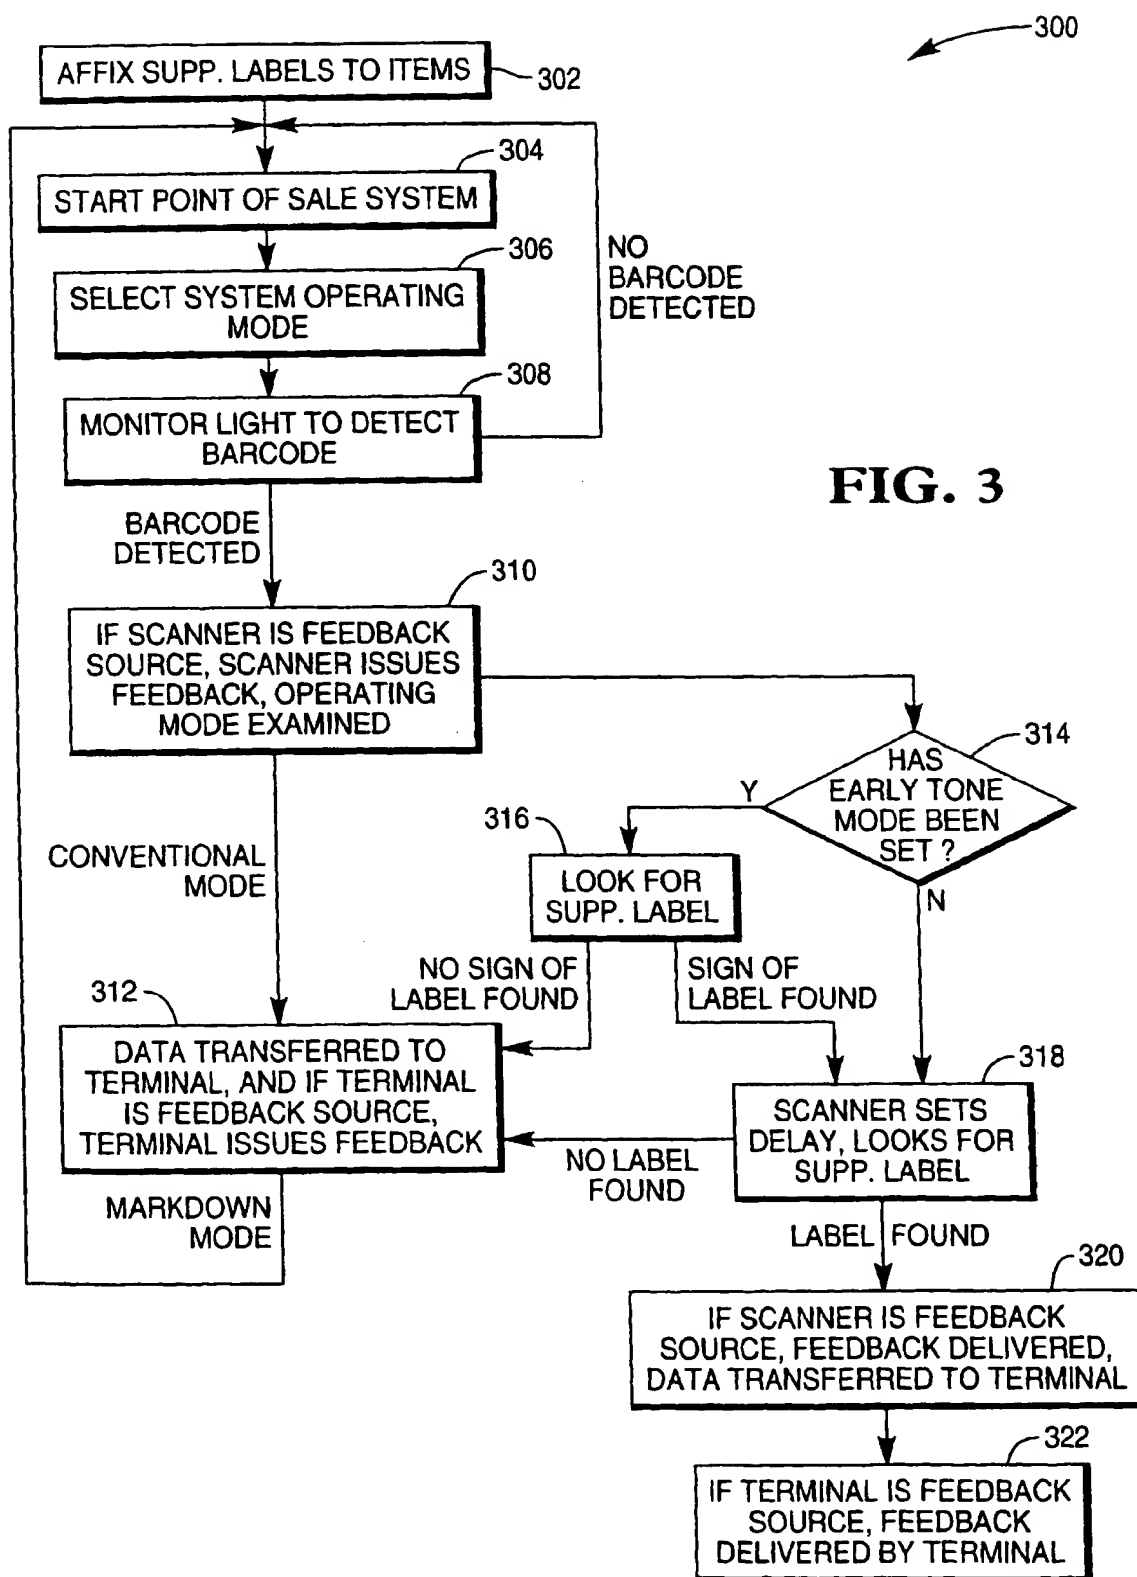 300
AFFIX SUPP. LABELS TO ITEMS
302
304
START POINT OF SALE SYSTEM
306
SELECT SYSTEM OPERATING
MODE
NO
BARCODE
DETECTED
308
MONITOR LIGHT TO DETECT
BARCODE
FIG. 3
BARCODE
DETECTED
310
IF SCANNER IS FEEDBACK
SOURCE, SCANNER ISSUES
FEEDBACK, OPERATING
MODE EXAMINED
314
HAS
EARLY TONE
MODE BEEN
SET ?
Y
N
316
LOOK FOR
SUPP. LABEL
CONVENTIONAL
MODE
NO SIGN OF
LABEL FOUND
SIGN OF
LABEL FOUND
312
DATA TRANSFERRED TO
TERMINAL, AND IF TERMINAL
IS FEEDBACK SOURCE,
TERMINAL ISSUES FEEDBACK
318
SCANNER SETS
DELAY, LOOKS FOR
SUPP. LABEL
NO LABEL
FOUND
MARKDOWN
MODE
LABEL FOUND
320
IF SCANNER IS FEEDBACK
SOURCE, FEEDBACK DELIVERED,
DATA TRANSFERRED TO TERMINAL
322
IF TERMINAL IS FEEDBACK
SOURCE, FEEDBACK
DELIVERED BY TERMINAL